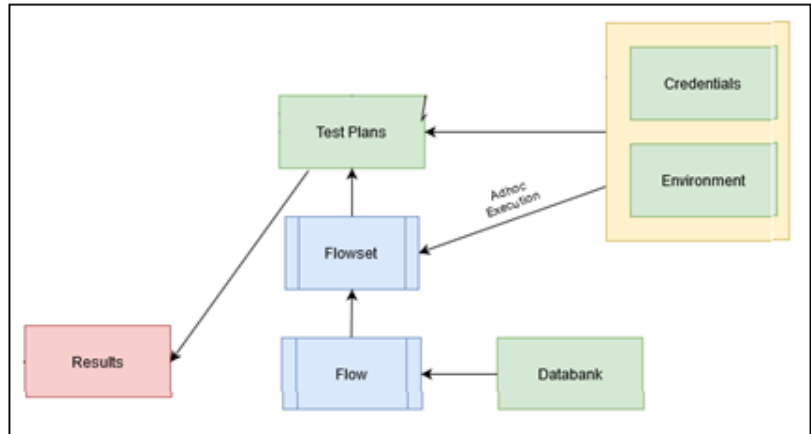 Credentials
Test Plans
Environment
Adhoc
Execution
Flowset
Results
Flow
Databank